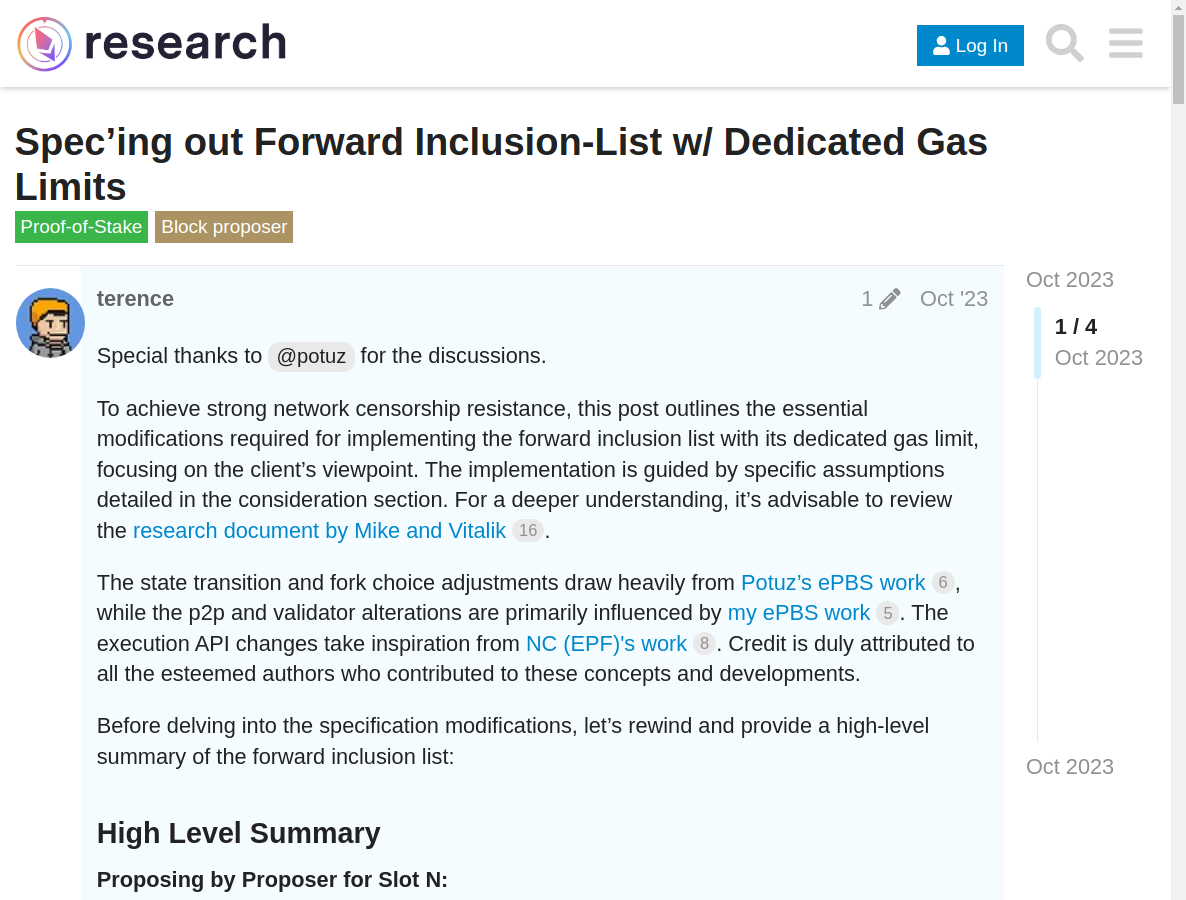 research
Log In
Spec’ing out Forward Inclusion-List w/ Dedicated Gas
Limits
Proof-of-Stake Block proposer
terence
1 Oct '23
Special thanks to @potuz for the discussions.
To achieve strong network censorship resistance, this post outlines the essential
modifications required for implementing the forward inclusion list with its dedicated gas limit,
focusing on the client’s viewpoint. The implementation is guided by specific assumptions
detailed in the consideration section. For a deeper understanding, it’s advisable to review
the research document by Mike and Vitalik 16.
The state transition and fork choice adjustments draw heavily from Potuz’s ePBS work 6,
while the p2p and validator alterations are primarily influenced by my ePBS work 5. The
execution API changes take inspiration from NC (EPF)'s work 8. Credit is duly attributed to
all the esteemed authors who contributed to these concepts and developments.
Before delving into the specification modifications, let’s rewind and provide a high-level
summary of the forward inclusion list:
High Level Summary
Proposing by Proposer for Slot N:
Oct 2023
1 / 4
Oct 2023
Oct 2023